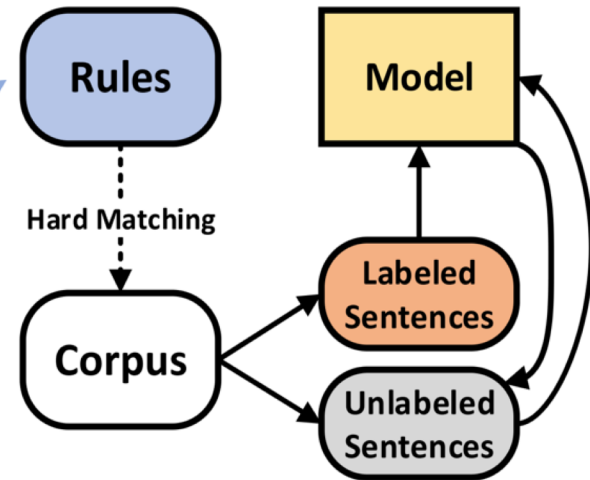 Rules
Model
Hard Matching
Labeled
Sentences
Corpus
Unlabeled
Sentences